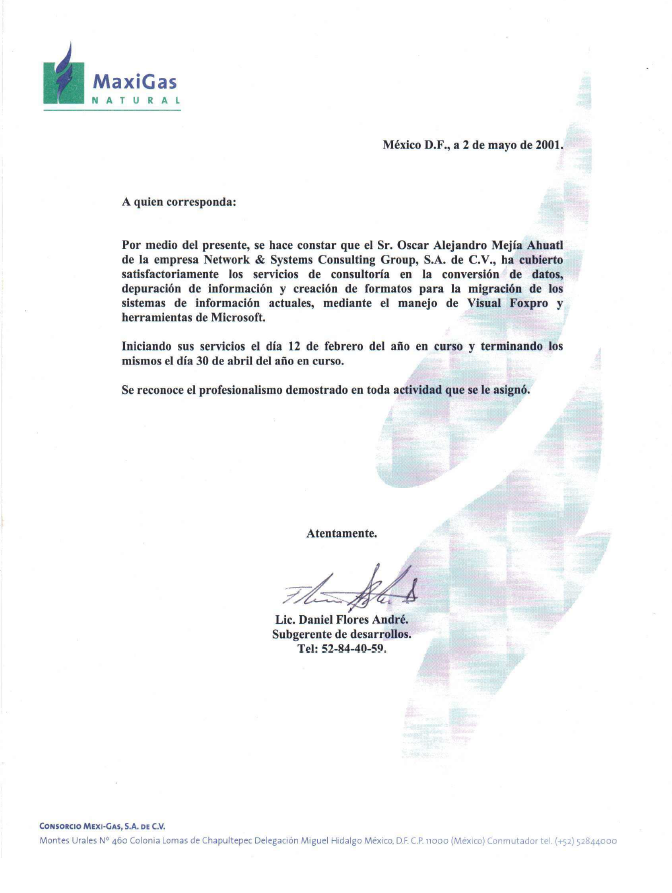 MaxiGas
NATURAL
México D.F., a 2 de mayo de 2001.
A quien corresponda:
Por medio del presente, se hace constar que el Sr. Oscar Alejandro Mejía Ahuatl
de la empresa Network & Systems Consulting Group, S.A. de C.V., ha cubierto
satisfactoriamente los servicios de consultoría en la conversión de datos,
depuración de información y creación de formatos para la migración de los
sistemas de información actuales, mediante el manejo de Visual Foxpro y
herramientas de Microsoft.
Iniciando sus servicios el día 12 de febrero del año en curso y terminando los
mismos el día 30 de abril del año en curso.
Se reconoce el profesionalismo demostrado en toda actividad que se le asignó.
Atentamente.
Lic. Daniel Flores André.
Subgerente de desarrollos.
Tel: 52-84-40-59.
CONSORCIO MEXI-GAS, S.A. DE C.V.
Montes Urales Nº 460 Colonia Lomas de Chapultepec Delegación Miguel Hidalgo México, D.F. C.P. 11000 (México) Conmutador tel. (+52) 52844000